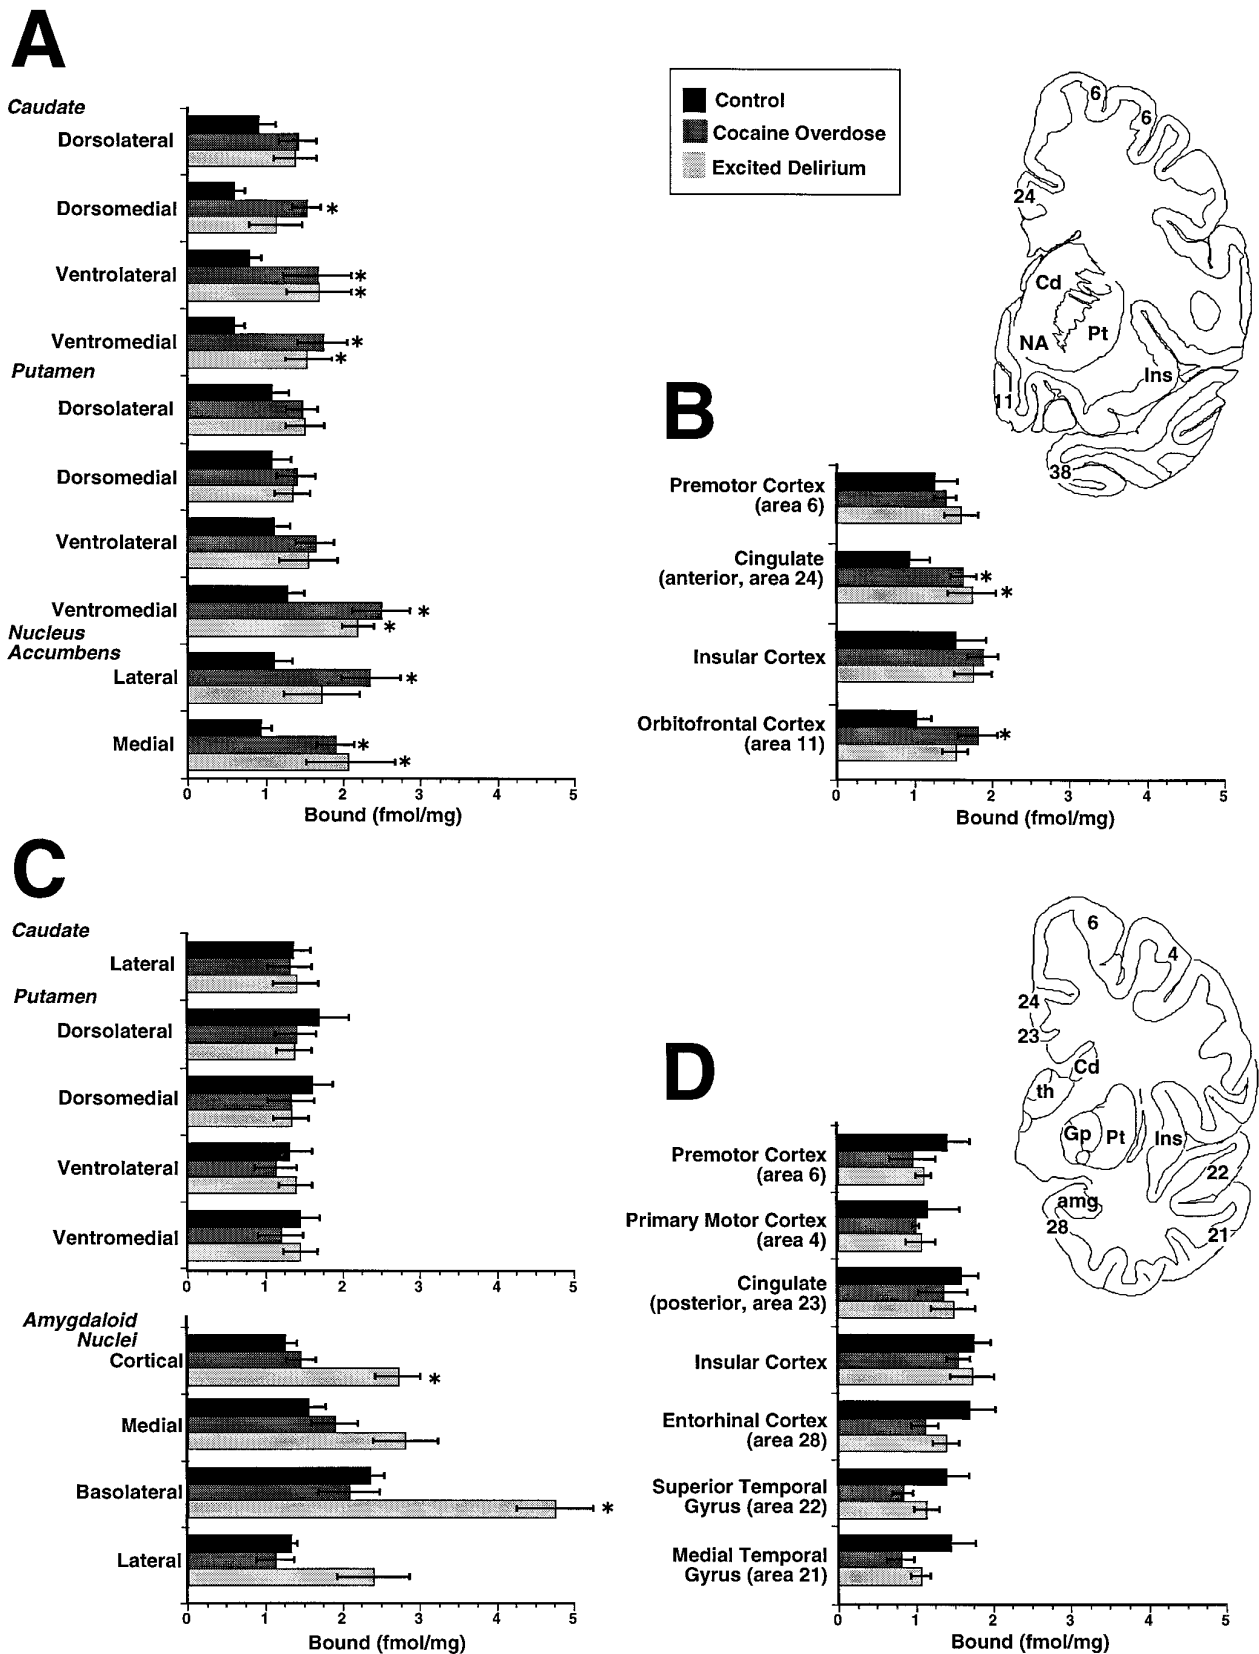 A
Caudate
Dorsolateral
Dorsomedial
*
Ventrolateral
*
*
Ventromedial
*
*
Putamen
Dorsolateral
Dorsomedial
Ventrolateral
Ventromedial
*
*
Nucleus
Accumbens
Lateral
*
Medial
*
*
0 1 2 3 4 5
Bound (fmol/mg)
Control
Cocaine Overdose
Excited Delirium
6
6
24
Cd
NA
Pt
Ins
11
38
B
Premotor Cortex
(area 6)
Cingulate
(anterior, area 24)
*
*
Insular Cortex
Orbitofrontal Cortex
(area 11)
*
0 1 2 3 4 5
Bound (fmol/mg)
C
Caudate
Lateral
Putamen
Dorsolateral
Dorsomedial
Ventrolateral
Ventromedial
0 1 2 3 4 5
Amygdaloid
Nuclei
Cortical
*
Medial
Basolateral
*
Lateral
0 1 2 3 4 5
Bound (fmol/mg)
6
4
24
23
Cd
th
Gp
Pt
Ins
22
amg
28
21
D
Premotor Cortex
(area 6)
Primary Motor Cortex
(area 4)
Cingulate
(posterior, area 23)
Insular Cortex
Entorhinal Cortex
(area 28)
Superior Temporal
Gyrus (area 22)
Medial Temporal
Gyrus (area 21)
0 1 2 3 4 5
Bound (fmol/mg)